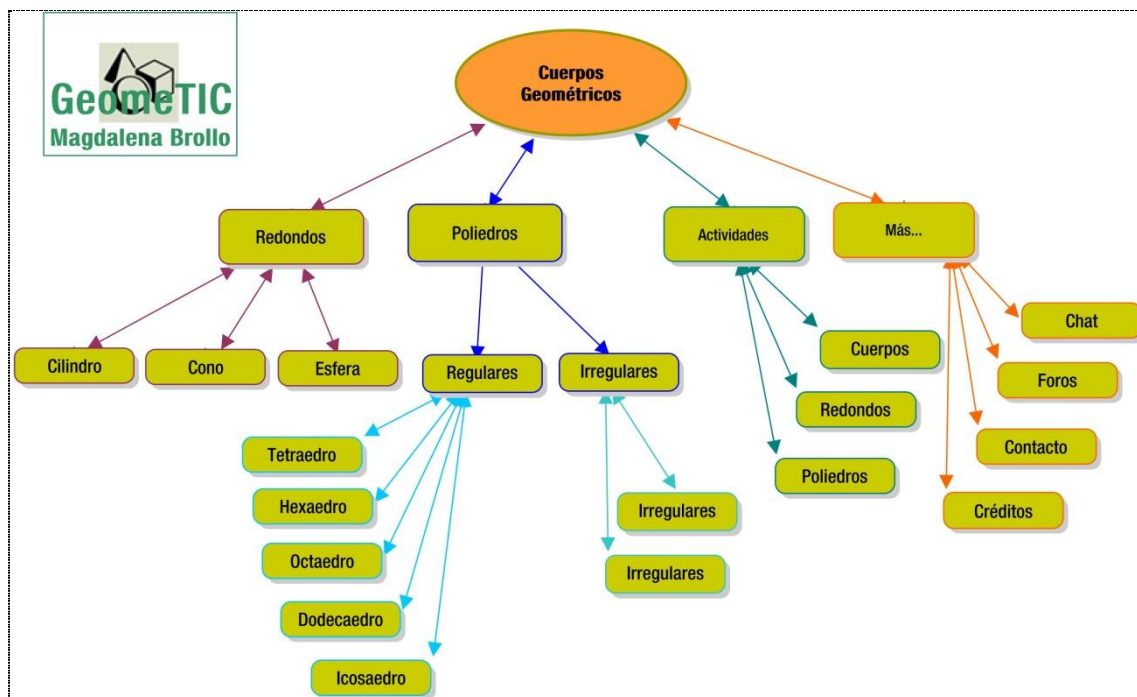 GeomeTIC
Magdalena Brollo
Cuerpos
Geométricos
Redondos
Poliedros
Actividades
Más...
Cilindro
Cono
Esfera
Regulares
Irregulares
Cuerpos
Redondos
Poliedros
Chat
Foros
Contacto
Créditos
Tetraedro
Hexaedro
Octaedro
Dodecaedro
Icosaedro
Irregulares
Irregulares